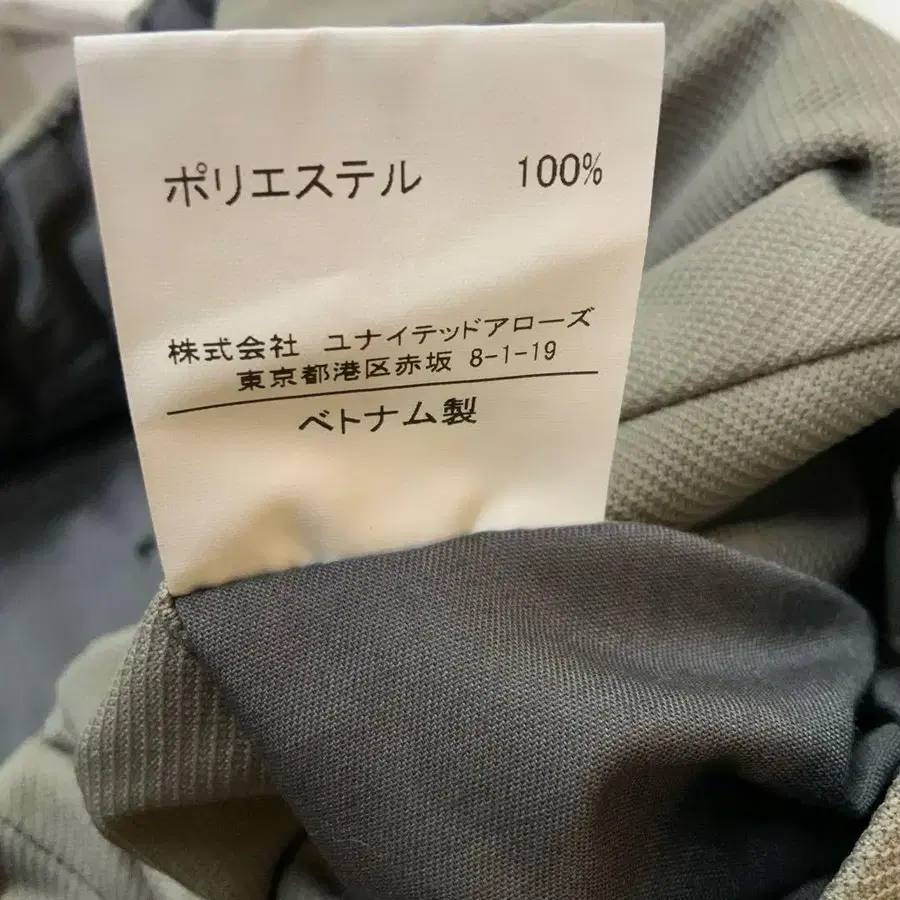 ポリエステル 100%
株式会社 ユナイテッドアローズ
東京都港区赤坂 8-1-19
ベトナム製